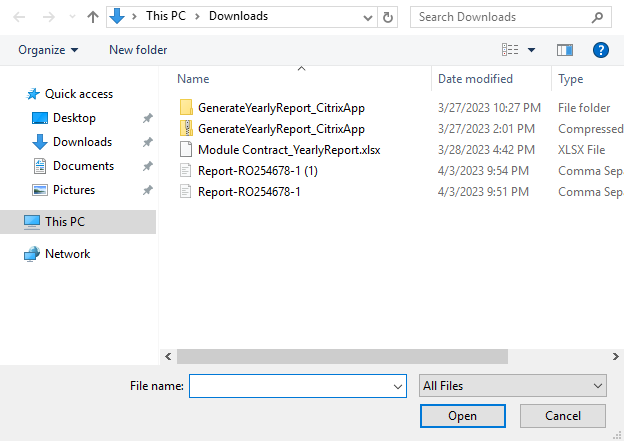 This PC > Downloads
Search Downloads
Organize
New folder
?
Name
Date modified
Type
GenerateYearlyReport_CitrixApp 3/27/2023 10:27 PM File folder
GenerateYearlyReport_CitrixApp 3/27/2023 2:01 PM Compressed
Module Contract_YearlyReport.xlsx 3/28/2023 4:42 PM XLSX File
Report-RO254678-1 (1) 4/3/2023 9:54 PM Comma Sepa
Report-RO254678-1 4/3/2023 9:51 PM Comma Sepa
Quick access
Desktop
Downloads
Documents
Pictures
This PC
Network
File name:
All Files
Open
Cancel